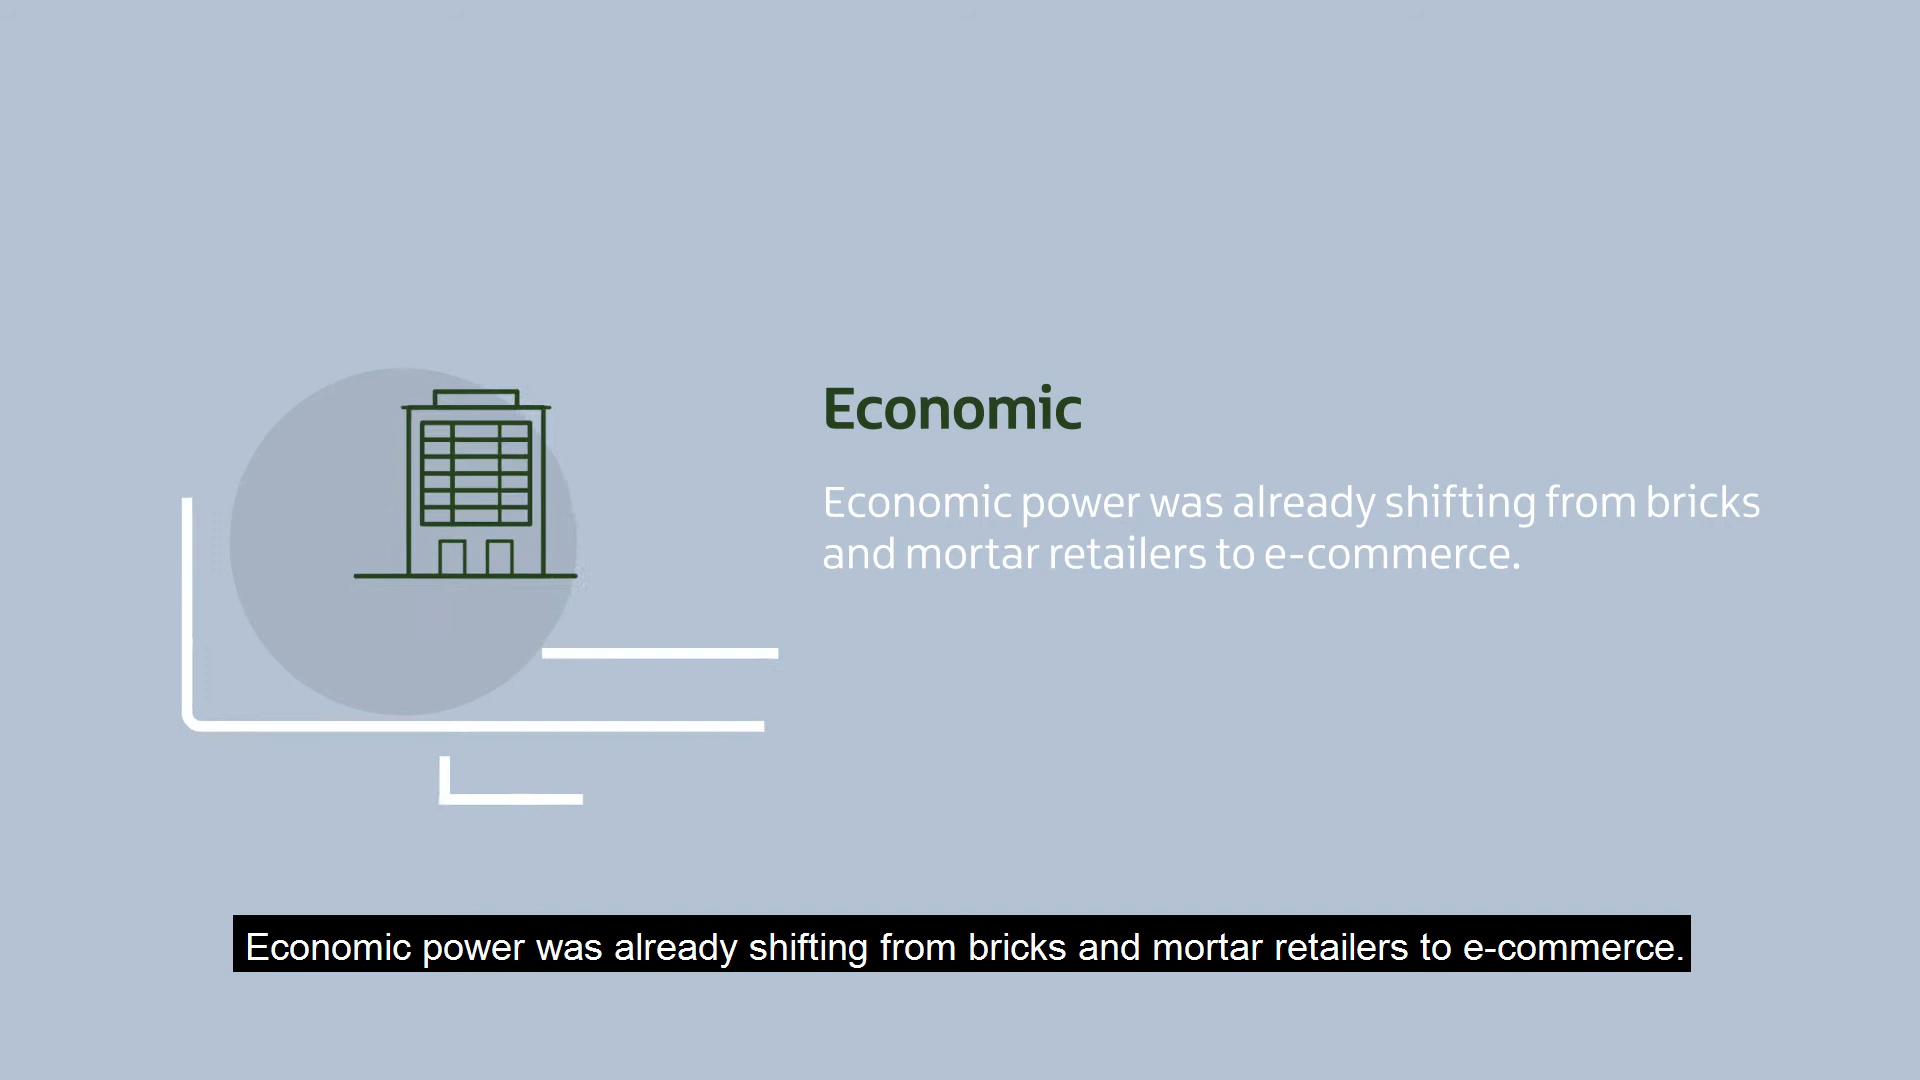 Economic
Economic power was already shifting from bricks
and mortar retailers to e-commerce.
Economic power was already shifting from bricks and mortar retailers to e-commerce.